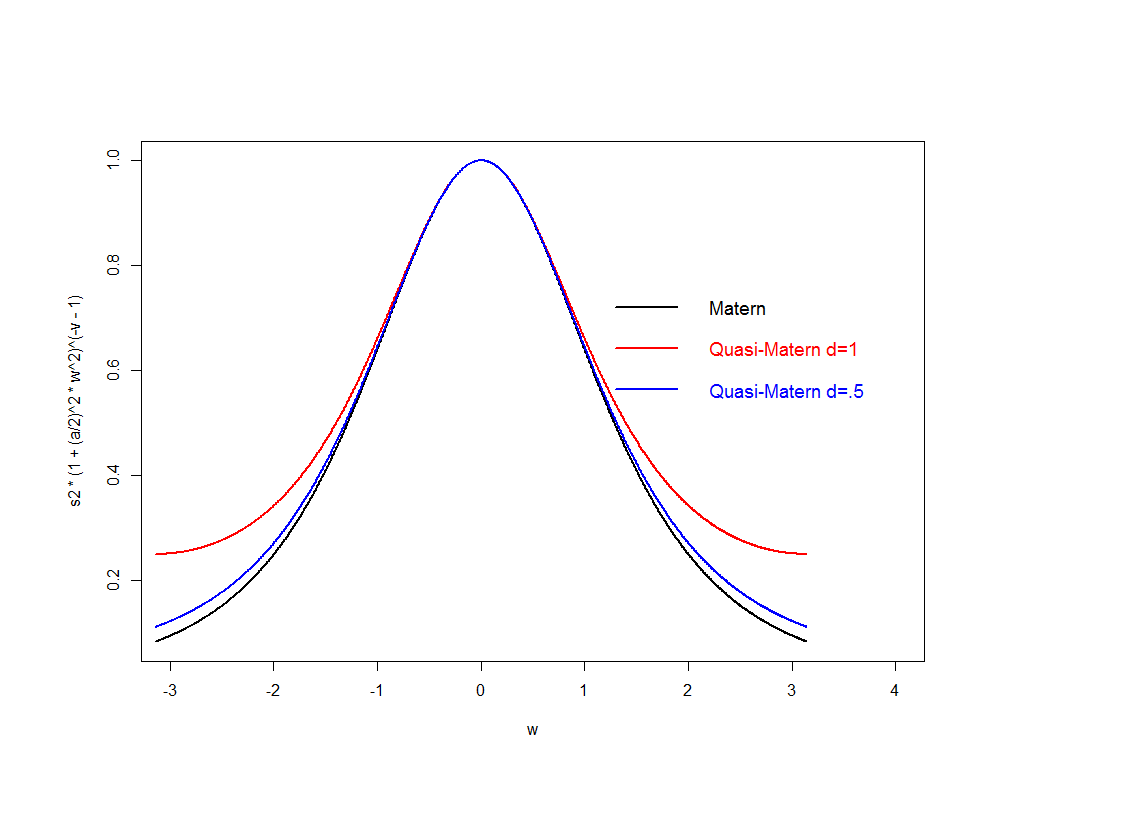 1.0
0.8
0.6
0.4
0.2
s2 * (1 + (a/2)^2 * w^2)^(-v - 1)
Matern
Quasi-Matern d=1
Quasi-Matern d=.5
-3 -2 -1 0 1 2 3 4
w